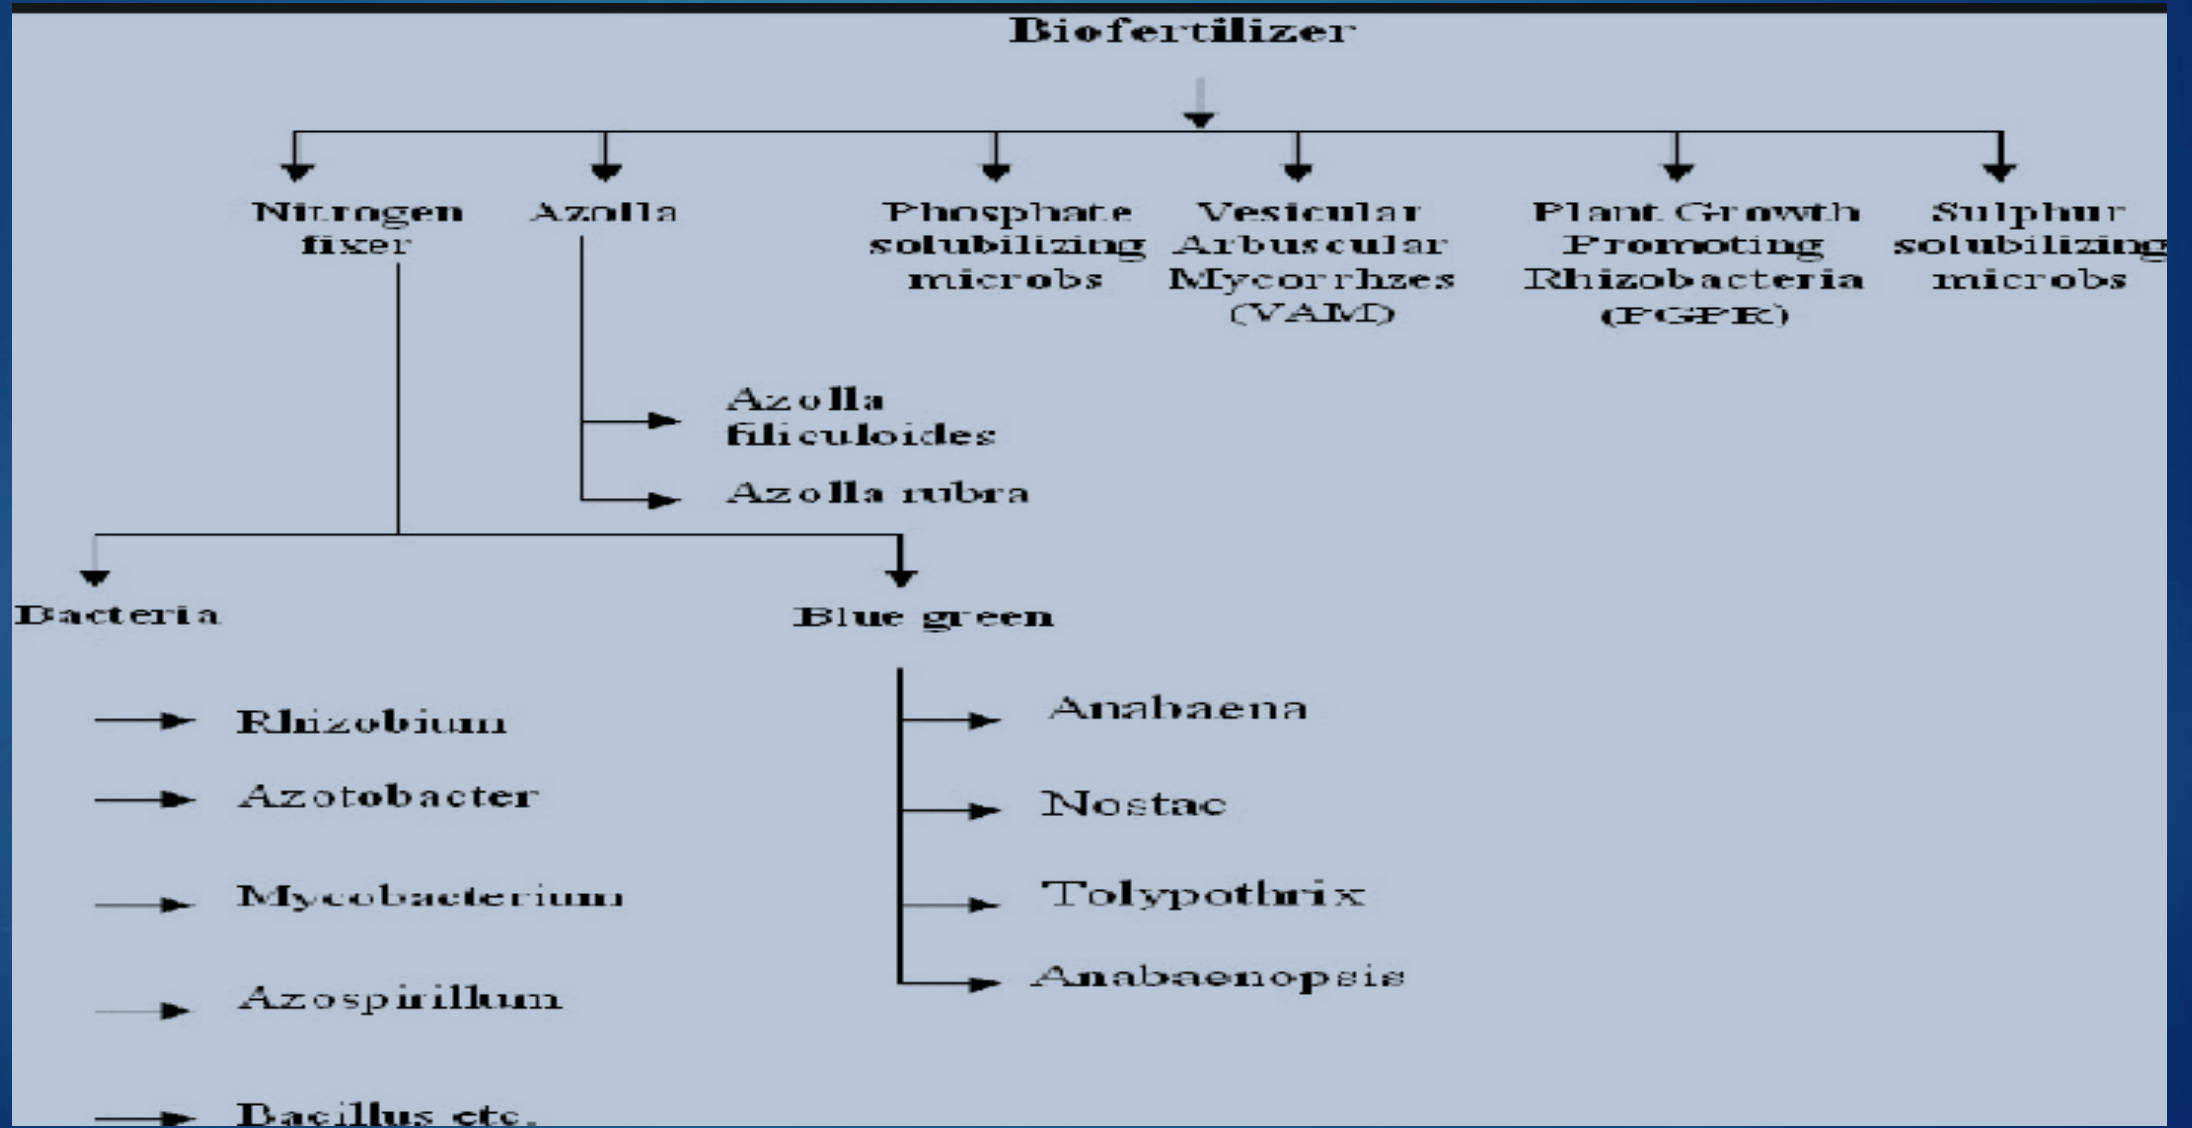 Biofertilizer
Nitrogen
fixer
Azolla
Phosphate
solubilizing
microbs
Vesicular
Arbuscular
Mycorrhzes
(VAM)
Plant Growth
Promoting
Rhizobacteria
(PGPR)
Sulphur
solubilizing
microbs
Azolla
filiculoides
Azolla rubra
Bacteria
Blue green
Rhizobium
Azotobacter
Mycobacterium
Azospirillum
Bacillus etc.
Anabaena
Nostac
Tolypothrix
Anabaenopsis